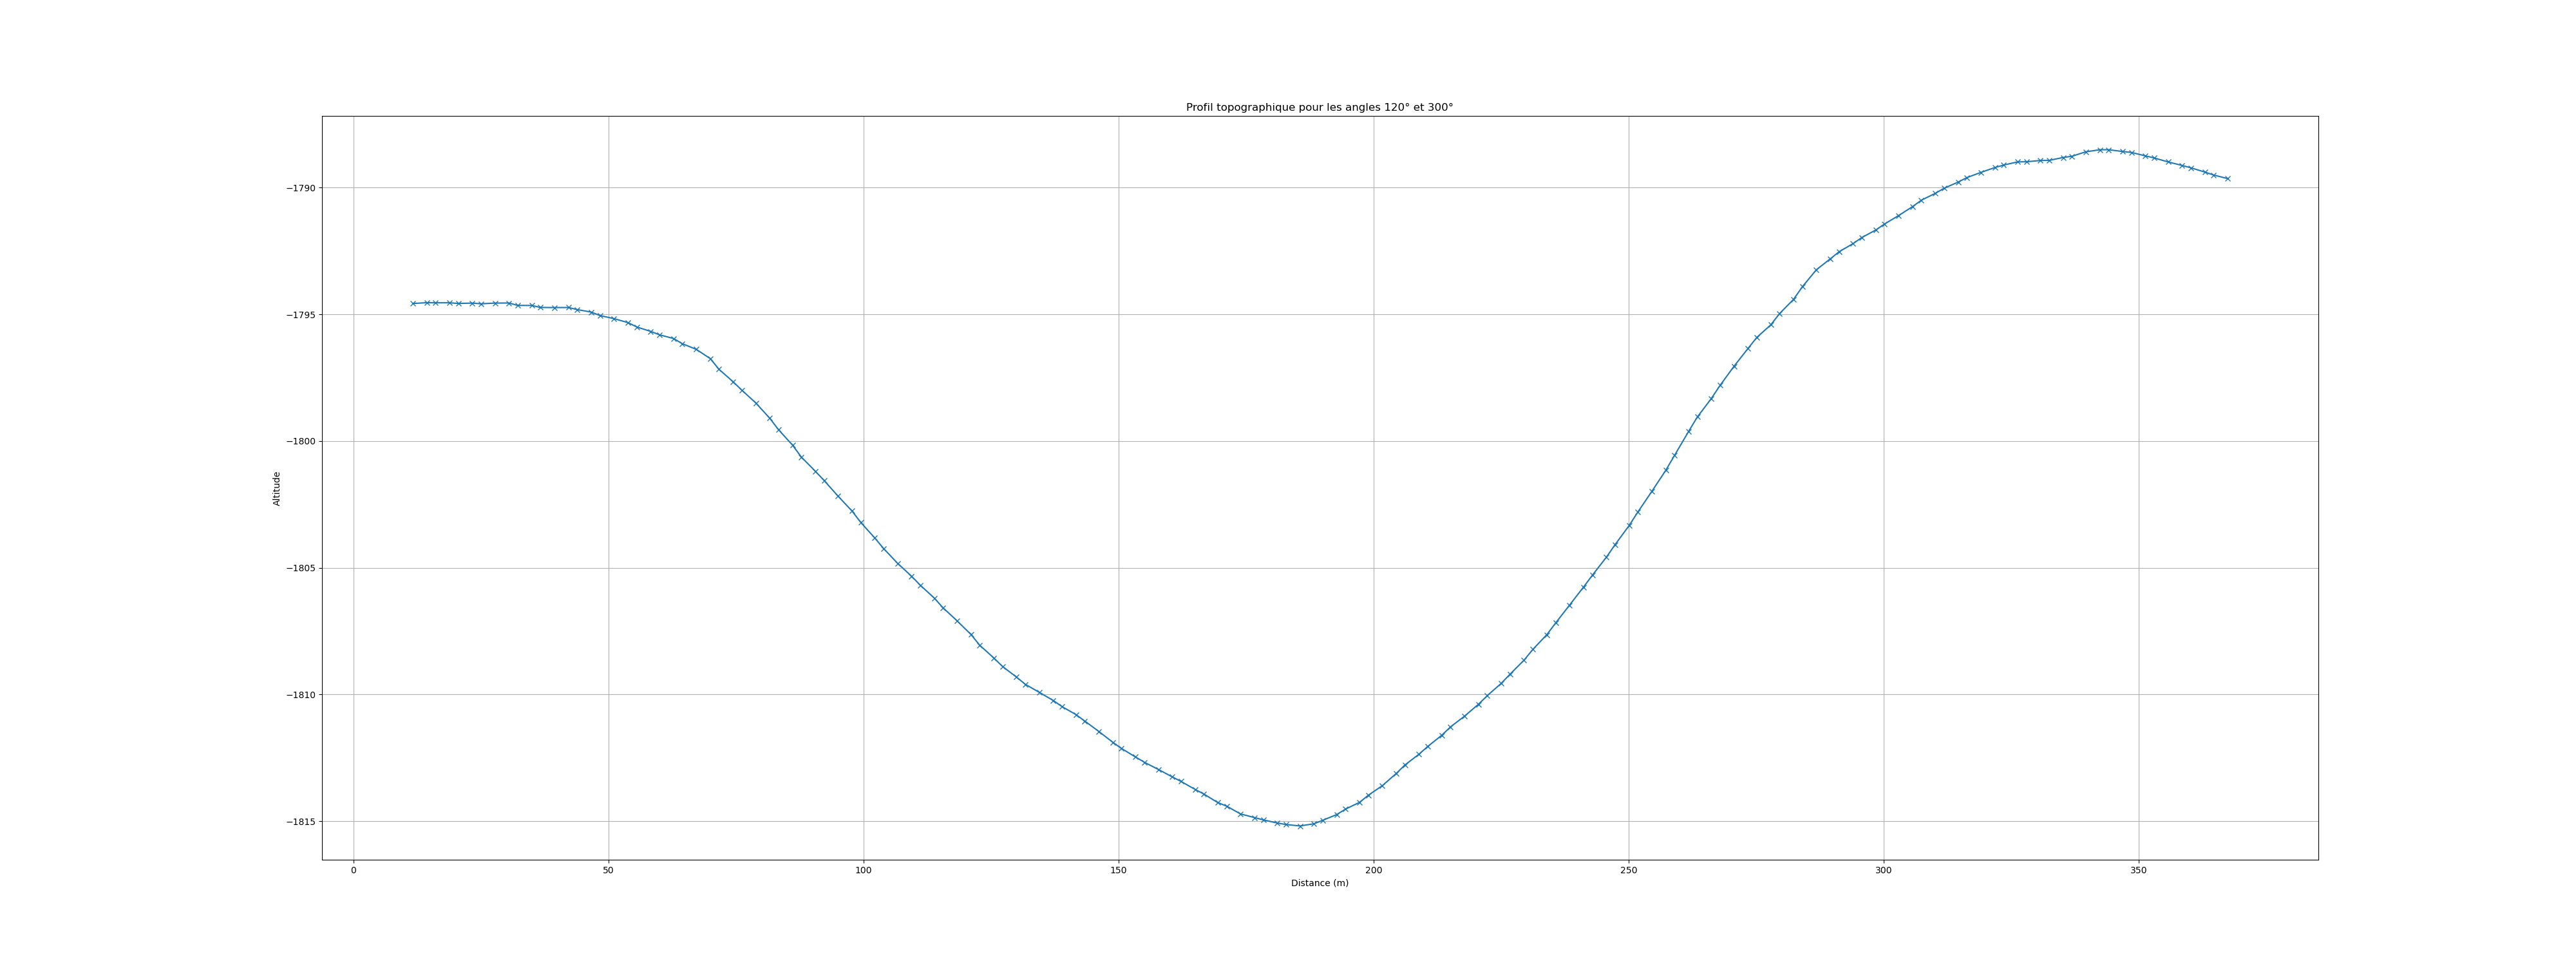 Profil topographique pour les angles 120° et 300°
Altitude
−1790
−1795
−1800
−1805
−1810
−1815
0 50 100 150 200 250 300 350
Distance (m)